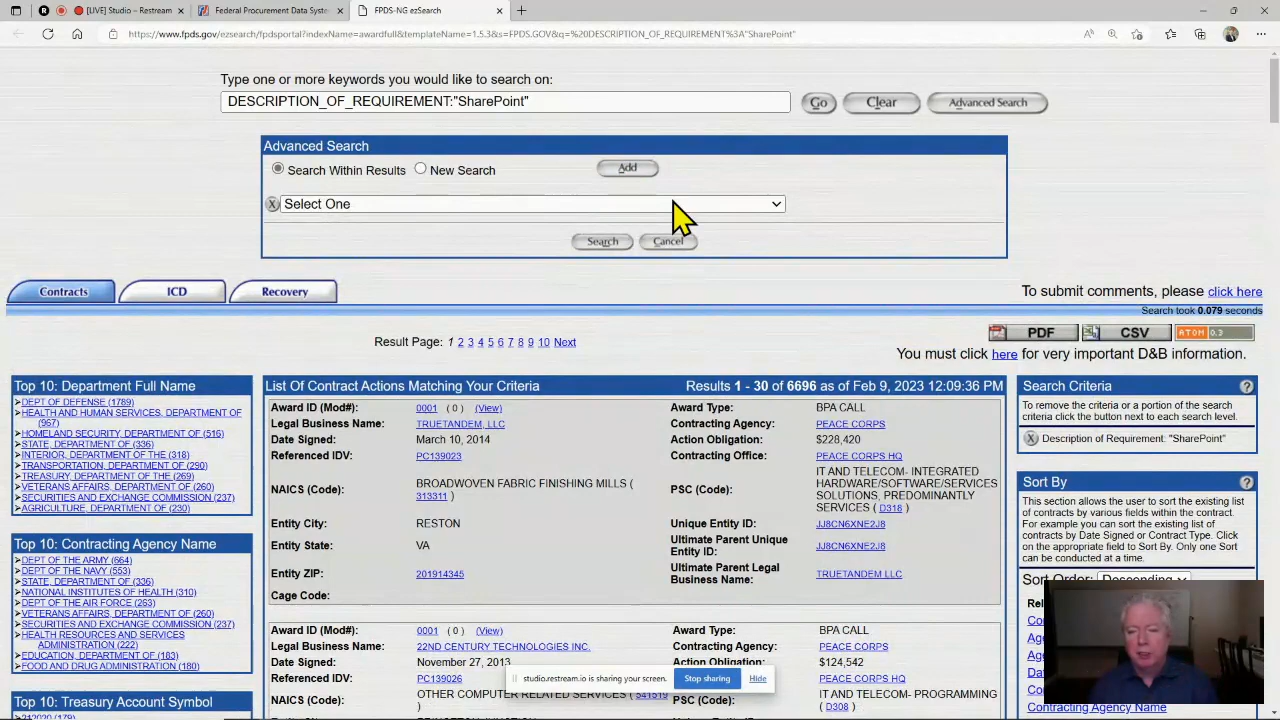 [LIVE] Studio – Restream
Federal Procurement Data Syste
FPDS-NG ezSearch
https://www.fpds.gov/ezsearch/fpdsportal?indexName=awardfull&templateName=1.5.3&s=FPDS.GOV&q=%20DESCRIPTION_OF_REQUIREMENT%3A"SharePoint"
Type one or more keywords you would like to search on:
DESCRIPTION_OF_REQUIREMENT:"SharePoint"
Go
Clear
Advanced Search
Advanced Search
Search Within Results
New Search
Add
X
Select One
Search
Cancel
Contracts
ICD
Recovery
To submit comments, please click here
Search took 0.079 seconds
Result Page: 1 2 3 4 5 6 7 8 9 10 Next
PDF
CSV
ATOM 0.3
You must click here for very important D&B information.
Top 10: Department Full Name
DEPT OF DEFENSE (1789)
HEALTH AND HUMAN SERVICES, DEPARTMENT OF
(967)
HOMELAND SECURITY, DEPARTMENT OF (516)
STATE, DEPARTMENT OF (336)
INTERIOR, DEPARTMENT OF THE (318)
TRANSPORTATION, DEPARTMENT OF (290)
TREASURY, DEPARTMENT OF THE (269)
VETERANS AFFAIRS, DEPARTMENT OF (260)
SECURITIES AND EXCHANGE COMMISSION (237)
AGRICULTURE, DEPARTMENT OF (230)
Top 10: Contracting Agency Name
DEPT OF THE ARMY (664)
DEPT OF THE NAVY (553)
STATE, DEPARTMENT OF (336)
NATIONAL INSTITUTES OF HEALTH (310)
DEPT OF THE AIR FORCE (263)
VETERANS AFFAIRS, DEPARTMENT OF (260)
SECURITIES AND EXCHANGE COMMISSION (237)
HEALTH RESOURCES AND SERVICES
ADMINISTRATION (222)
EDUCATION, DEPARTMENT OF (183)
FOOD AND DRUG ADMINISTRATION (180)
Top 10: Treasury Account Symbol
List Of Contract Actions Matching Your Criteria
Results 1 - 30 of 6696 as of Feb 9, 2023 12:09:36 PM
Award ID (Mod#): 0001 ( 0 ) (View)
Award Type: BPA CALL
Legal Business Name: TRUETANDEM, LLC
Contracting Agency: PEACE CORPS
Date Signed: March 10, 2014
Action Obligation: $228,420
Referenced IDV: PC139023
Contracting Office: PEACE CORPS HQ
NAICS (Code): BROADWOVEN FABRIC FINISHING MILLS (
313311 )
PSC (Code): IT AND TELECOM- INTEGRATED
HARDWARE/SOFTWARE/SERVICES
SOLUTIONS, PREDOMINANTLY
SERVICES ( D318 )
Entity City: RESTON
Unique Entity ID: JJ8CN6XNE2J8
Entity State: VA
Ultimate Parent Unique
Entity ID: JJ8CN6XNE2J8
Entity ZIP: 201914345
Ultimate Parent Legal
Business Name: TRUETANDEM LLC
Cage Code:
Award ID (Mod#): 0001 ( 0 ) (View)
Award Type: BPA CALL
Legal Business Name: 22ND CENTURY TECHNOLOGIES INC.
Contracting Agency: PEACE CORPS
Date Signed: November 27, 2013
Action Obligation: $124,542
Referenced IDV: PC139026
PEACE CORPS HQ
NAICS (Code): OTHER COMPUTER RELATED SERVICES ( 541519
)
IT AND TELECOM- PROGRAMMING
( D308 )
Search Criteria
?
To remove the criteria or a portion of the search
criteria click the button next to each search level.
X
Description of Requirement: "SharePoint"
Sort By
?
This section allows the user to sort the existing list
of contracts by various fields within the contract.
For example you can sort the existing list of
contracts by Date Signed or Contract Type. Click
on the appropriate field to Sort By. Only one Sort
can be conducted at a time.
Sort Order: Descending
Contracting Agency Name
studio.restream.io is sharing your screen.
Stop sharing
Hide